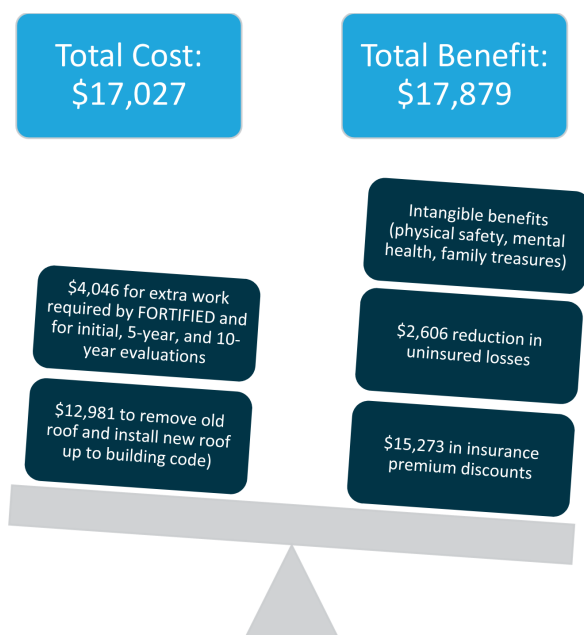 Total Cost:
$17,027
Total Benefit:
$17,879
$4,046 for extra work
required by FORTIFIED and
for initial, 5-year, and 10-
year evaluations
$12,981 to remove old
roof and install new roof
up to building code)
Intangible benefits
(physical safety, mental
health, family treasures)
$2,606 reduction in
uninsured losses
$15,273 in insurance
premium discounts